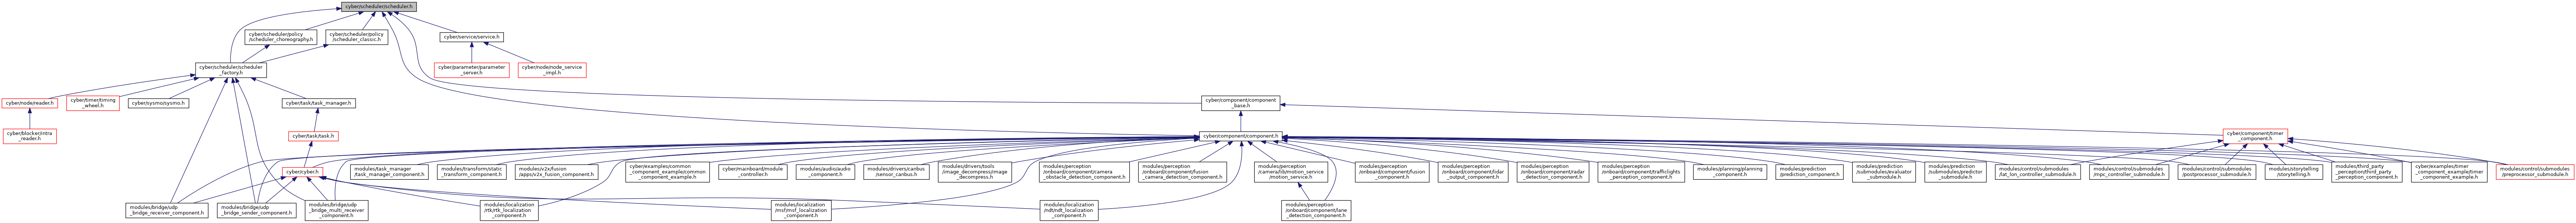 cyber/scheduler/scheduler.h
cyber/scheduler/policy
/scheduler_choreography.h
cyber/scheduler/policy
/scheduler_classic.h
cyber/service/service.h
cyber/scheduler/scheduler
_factory.h
cyber/parameter/parameter
_server.h
cyber/node/node_service
_impl.h
cyber/node/reader.h
cyber/timer/timing
_wheel.h
cyber/sysmo/sysmo.h
cyber/task/task_manager.h
cyber/component/component
_base.h
cyber/blocker/intra
_reader.h
cyber/task/task.h
cyber/component/component.h
cyber/component/timer
_component.h
cyber/cyber.h
modules/task_manager
/task_manager_component.h
modules/transform/static
_transform_component.h
modules/v2x/fusion
/apps/v2x_fusion_component.h
cyber/examples/common
_component_example/common
_component_example.h
cyber/mainboard/module
_controller.h
modules/audio/audio
_component.h
modules/drivers/canbus
/sensor_canbus.h
modules/drivers/tools
/image_decompress/image
_decompress.h
modules/perception
/onboard/component/camera
_obstacle_detection_component.h
modules/perception
/onboard/component/fusion
_camera_detection_component.h
modules/perception
/camera/lib/motion_service
/motion_service.h
modules/perception
/onboard/component/fusion
_component.h
modules/perception
/onboard/component/lidar
_output_component.h
modules/perception
/onboard/component/radar
_detection_component.h
modules/perception
/onboard/component/trafficlights
_perception_component.h
modules/planning/planning
_component.h
modules/prediction
/prediction_component.h
modules/prediction
/submodules/evaluator
_submodule.h
modules/prediction
/submodules/predictor
_submodule.h
modules/control/submodules
/lat_lon_controller_submodule.h
modules/control/submodules
/mpc_controller_submodule.h
modules/control/submodules
/postprocessor_submodule.h
modules/storytelling
/storytelling.h
modules/third_party
_perception/third_party
_perception_component.h
cyber/examples/timer
_component_example/timer
_component_example.h
modules/control/submodules
/preprocessor_submodule.h
modules/bridge/udp
_bridge_receiver_component.h
modules/bridge/udp
_bridge_sender_component.h
modules/bridge/udp
_bridge_multi_receiver
_component.h
modules/localization
/rtk/rtk_localization
_component.h
modules/localization
/msf/msf_localization
_component.h
modules/localization
/ndt/ndt_localization
_component.h
modules/perception
/onboard/component/lane
_detection_component.h